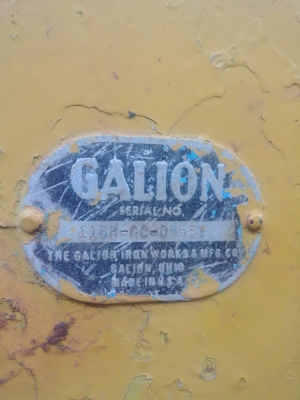 GALION
SERIAL NO.
THE GALION IRON WORKS & MFG. CO.
GALION, OHIO
MADE IN U.S.A.